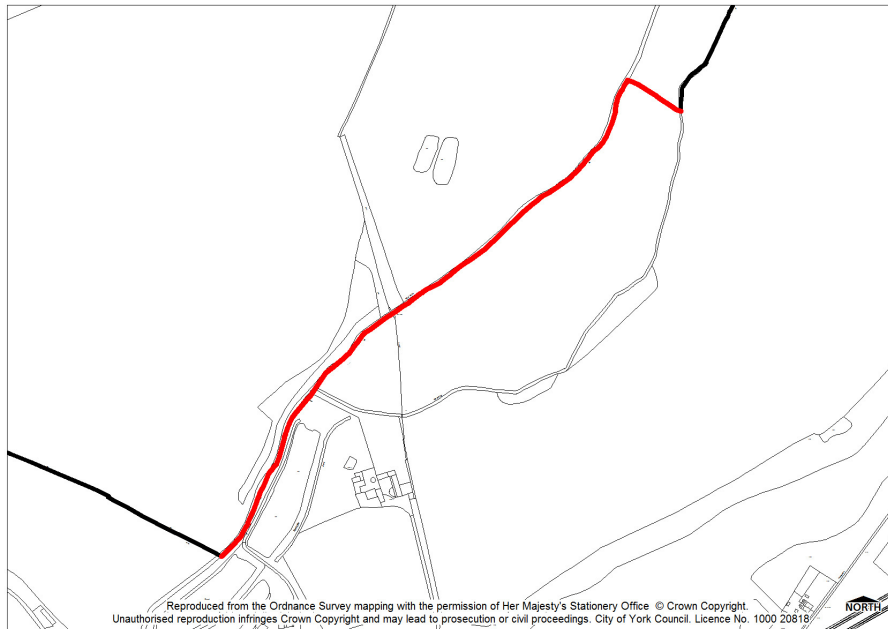 Reproduced from the Ordnance Survey mapping with the permission of Her Majesty's Stationery Office © Crown Copyright.
NORTH
Unauthorised reproduction infringes Crown Copyright and may lead to prosecution or civil proceedings. City of York Council. Licence No. 1000 20818